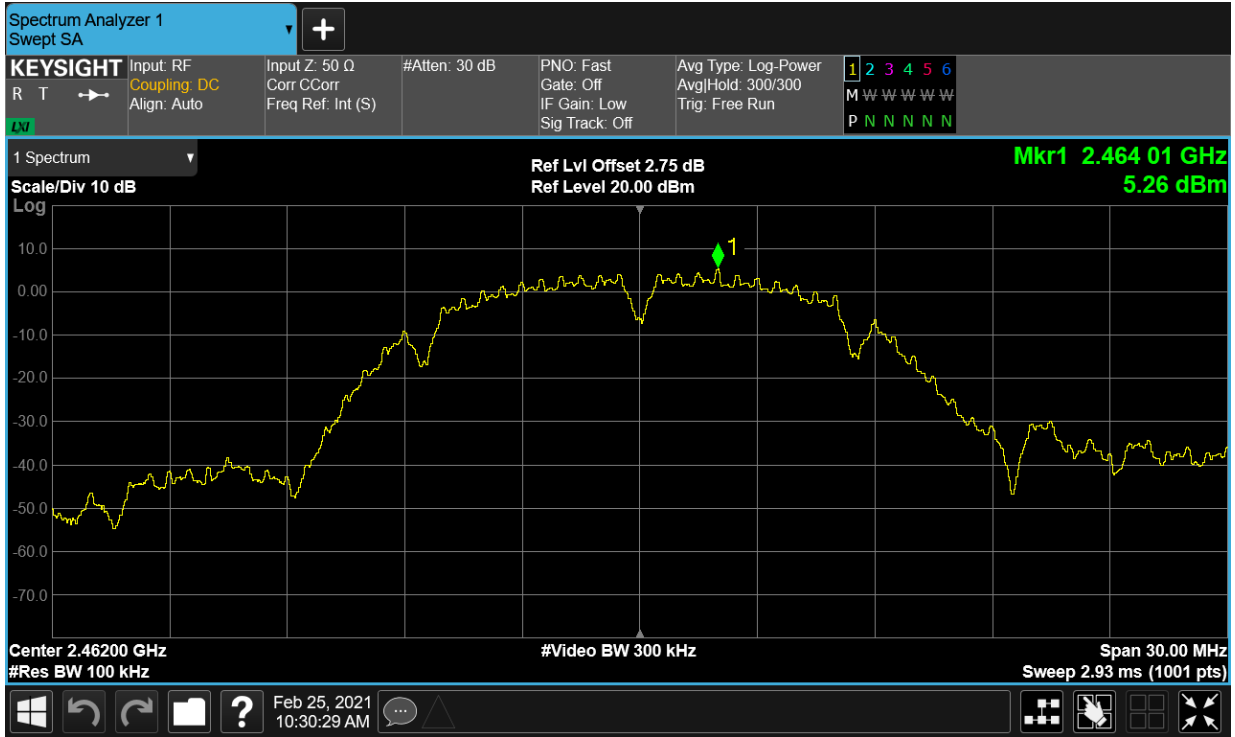 Spectrum Analyzer 1
Swept SA
+
KEYSIGHT
R T
LXI
Input: RF
Coupling: DC
Align: Auto
Input Z: 50 Ω
Corr CCorr
Freq Ref: Int (S)
#Atten: 30 dB
PNO: Fast
Gate: Off
IF Gain: Low
Sig Track: Off
Avg Type: Log-Power
Avg|Hold: 300/300
Trig: Free Run
1 2 3 4 5 6
M W W W W W
P N N N N N
1 Spectrum
Scale/Div 10 dB
Log
Ref Lvl Offset 2.75 dB
Ref Level 20.00 dBm
Mkr1 2.464 01 GHz
5.26 dBm
1
10.0
0.00
-10.0
-20.0
-30.0
-40.0
-50.0
-60.0
-70.0
Center 2.46200 GHz
#Res BW 100 kHz
#Video BW 300 kHz
Span 30.00 MHz
Sweep 2.93 ms (1001 pts)
?
Feb 25, 2021
10:30:29 AM